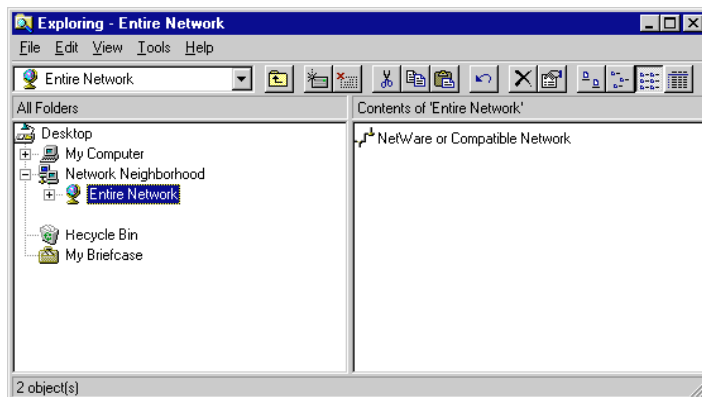 Exploring - Entire Network
File Edit View Tools Help
Entire Network
All Folders
Contents of 'Entire Network'
Desktop
My Computer
Network Neighborhood
Entire Network
Hecycle Bin
My Briefcase
NetWare or Compatible Network
2 object(s)